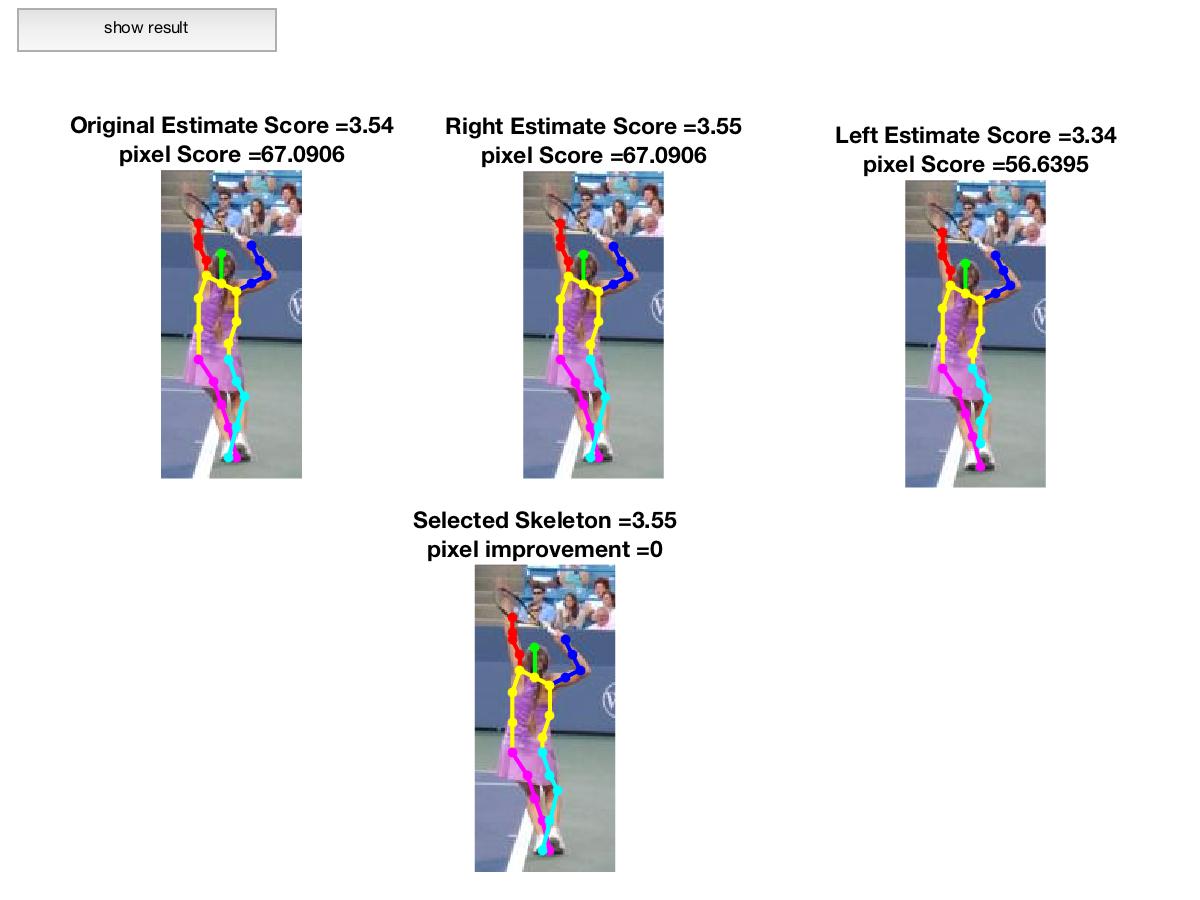 show result
Original Estimate Score =3.54
pixel Score =67.0906
Right Estimate Score =3.55
pixel Score =67.0906
Left Estimate Score =3.34
pixel Score =56.6395
W
W
W
Selected Skeleton =3.55
pixel improvement =0
W